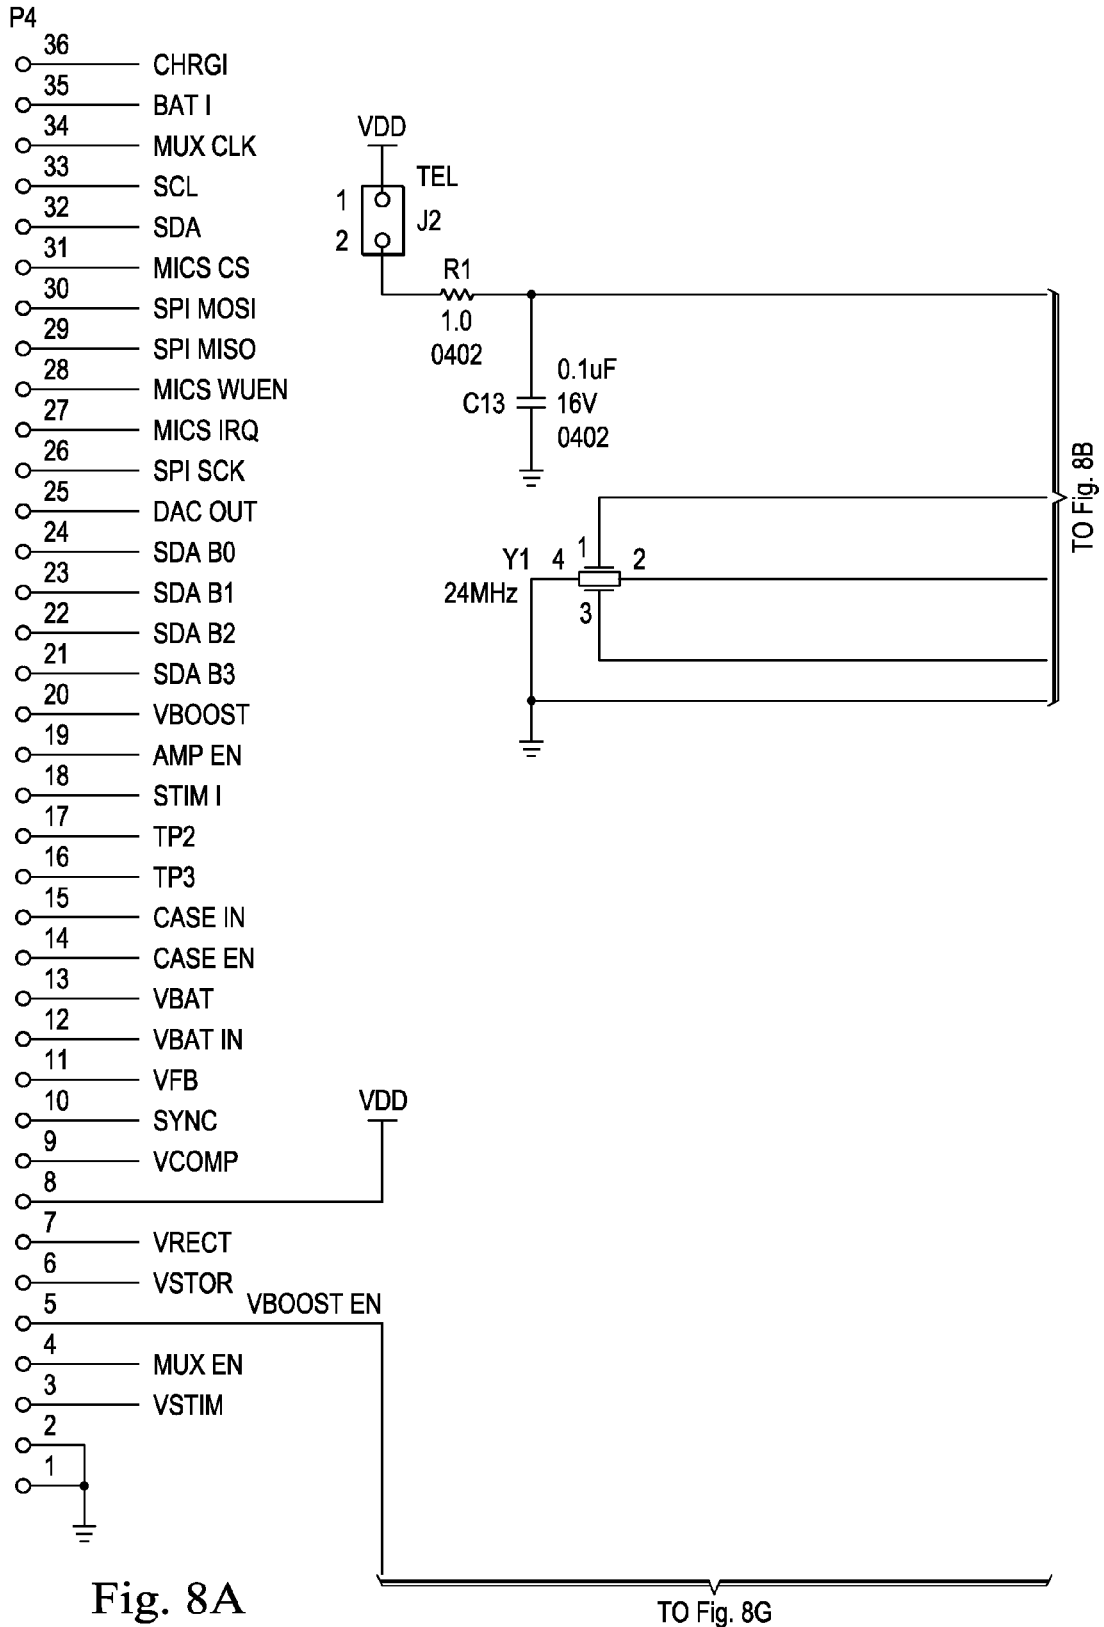 P4
36 CHRGI
35 BAT I
34 MUX CLK
33 SCL
32 SDA
31 MICS CS
30 SPI MOSI
29 SPI MISO
28 MICS WUEN
27 MICS IRQ
26 SPI SCK
25 DAC OUT
24 SDA B0
23 SDA B1
22 SDA B2
21 SDA B3
20 VBOOST
19 AMP EN
18 STIM I
17 TP2
16 TP3
15 CASE IN
14 CASE EN
13 VBAT
12 VBAT IN
11 VFB
10 SYNC
9 VCOMP
8
7 VRECT
6 VSTOR
5 VBOOST EN
4 MUX EN
3 VSTIM
2
1
VDD
TEL
1
J2
2
R1
1.0
0402
0.1uF
C13 16V
0402
Y1 4 1 2
24MHz
3
TO Fig. 8B
VDD
TO Fig. 8G
Fig. 8A